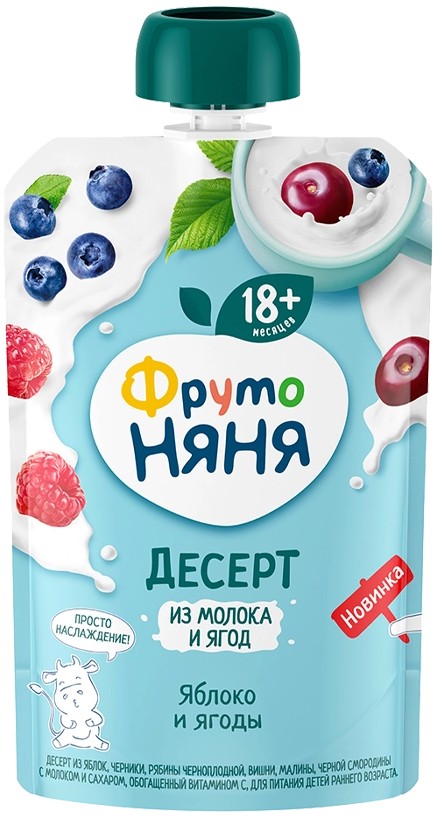 18+
месяцев
Фруто
НЯНЯ
ДЕСЕРТ
ИЗ МОЛОКА
И ЯГОД
Новинка
ПРОСТО
НАСЛАЖДЕНИЕ!
Яблоко
и ягоды
ДЕСЕРТ ИЗ ЯБЛОК, ЧЕРНИКИ, РЯБИНЫ ЧЕРНОПЛОДНОЙ, ВИШНИ, МАЛИНЫ, ЧЕРНОЙ СМОРОДИНЫ
С МОЛОКОМ И САХАРОМ, ОБОГАЩЕННЫЙ ВИТАМИНОМ С, ДЛЯ ПИТАНИЯ ДЕТЕЙ РАННЕГО ВОЗРАСТА.